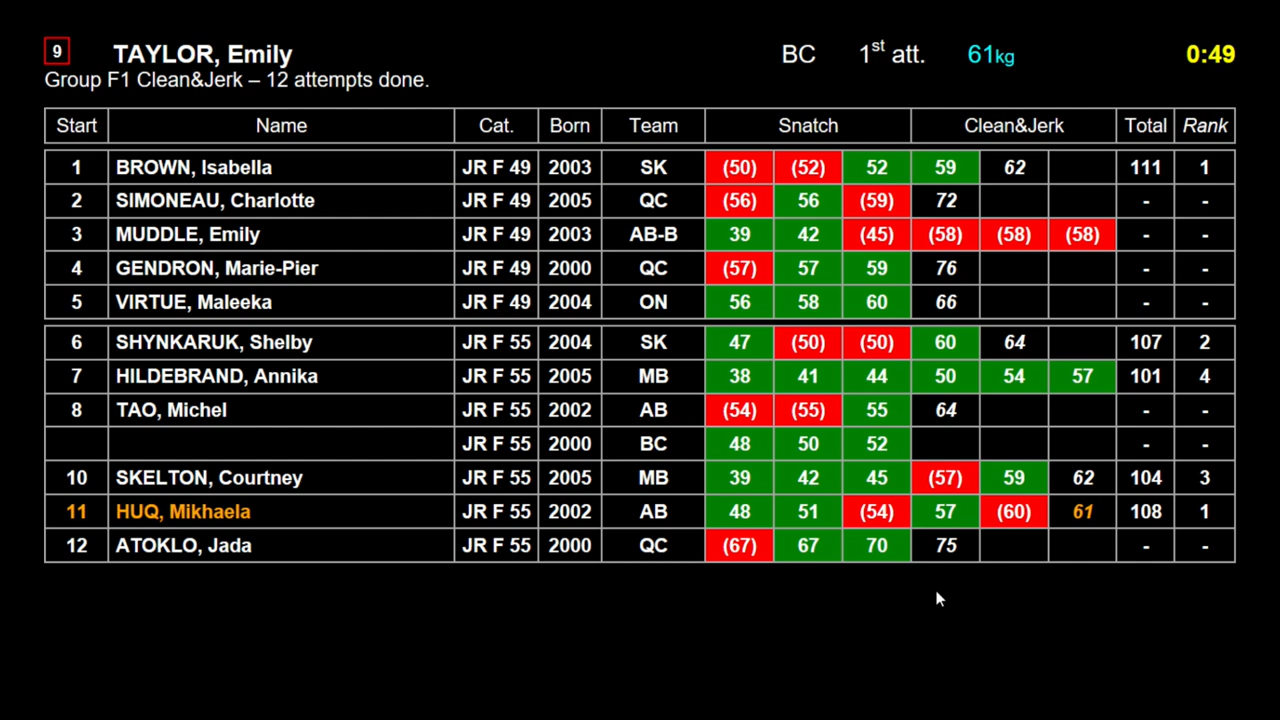 9 TAYLOR, Emily BC 1st att. 61kg 0:49
Group F1 Clean&Jerk – 12 attempts done.
Start Name Cat. Born Team Snatch Clean&Jerk Total Rank
1 BROWN, Isabella JR F 49 2003 SK (50) (52) 52 59 62 111 1
2 SIMONEAU, Charlotte JR F 49 2005 QC (56) 56 (59) 72 - -
3 MUDDLE, Emily JR F 49 2003 AB-B 39 42 (45) (58) (58) (58) - -
4 GENDRON, Marie-Pier JR F 49 2000 QC (57) 57 59 76 - -
5 VIRTUE, Maleeka JR F 49 2004 ON 56 58 60 66 - -
6 SHYNKARUK, Shelby JR F 55 2004 SK 47 (50) (50) 60 64 107 2
7 HILDEBRAND, Annika JR F 55 2005 MB 38 41 44 50 54 57 101 4
8 TAO, Michel JR F 55 2002 AB (54) (55) 55 64 - -
JR F 55 2000 BC 48 50 52 - -
10 SKELTON, Courtney JR F 55 2005 MB 39 42 45 (57) 59 62 104 3
11 HUQ, Mikhaela JR F 55 2002 AB 48 51 (54) 57 (60) 61 108 1
12 ATOKLO, Jada JR F 55 2000 QC (67) 67 70 75 - -